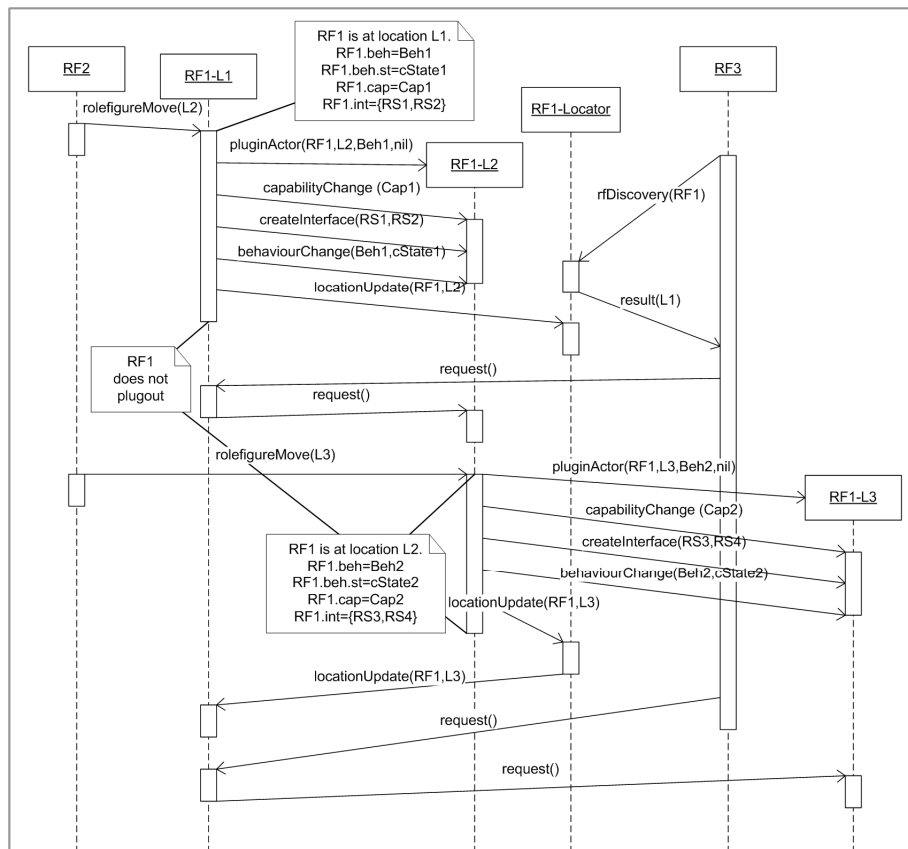 RF2
RF1-L1
RF1 is at location L1.
RF1.beh=Beh1
RF1.beh.st=cState1
RF1.cap=Cap1
RF1.int={RS1,RS2}
RF3
RF1-Locator
rolefigureMove(L2)
pluginActor(RF1,L2,Beh1,nil)
RF1-L2
capabilityChange (Cap1)
rfDiscovery(RF1)
createInterface(RS1,RS2)
behaviourChange(Beh1,cState1)
locationUpdate(RF1,L2)
result(L1)
RF1
does not
plugout
request()
request()
rolefigureMove(L3)
pluginActor(RF1,L3,Beh2,nil)
RF1-L3
capabilityChange (Cap2)
createInterface(RS3,RS4)
behaviourChange(Beh2,cState2)
RF1 is at location L2.
RF1.beh=Beh2
RF1.beh.st=cState2
RF1.cap=Cap2
RF1.int={RS3,RS4}
locationUpdate(RF1,L3)
locationUpdate(RF1,L3)
request()
request()